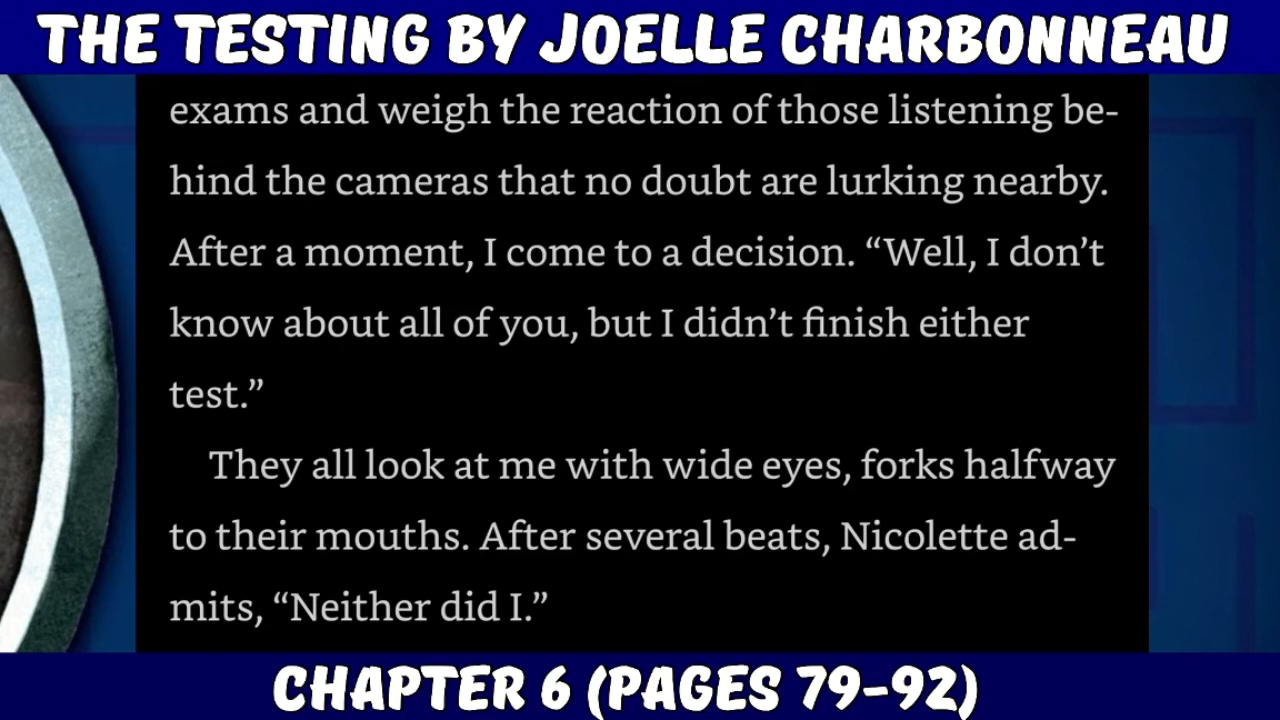 THE TESTING BY JOELLE CHARBONNEAU
exams and weigh the reaction of those listening be-
hind the cameras that no doubt are lurking nearby.
After a moment, I come to a decision. “Well, I don’t
know about all of you, but I didn’t finish either
test.”
They all look at me with wide eyes, forks halfway
to their mouths. After several beats, Nicolette ad-
mits, “Neither did I.”
CHAPTER 6 (PAGES 79-92)